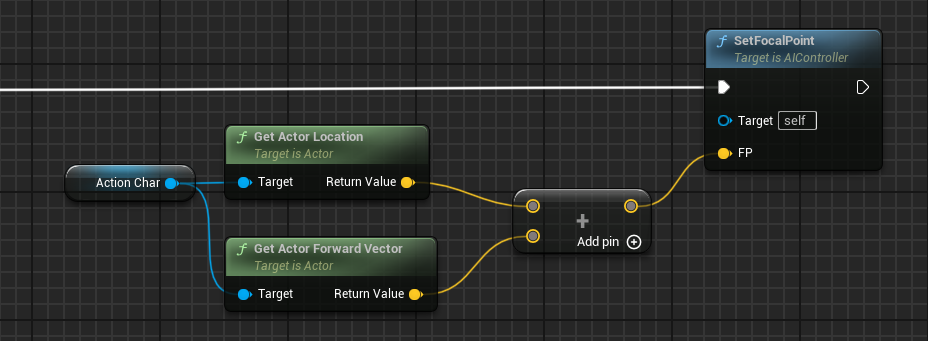 SetFocalPoint
Target is AIController
Target self
FP
Get Actor Location
Target is Actor
Target Return Value
Action Char
Add pin
Get Actor Forward Vector
Target is Actor
Target Return Value